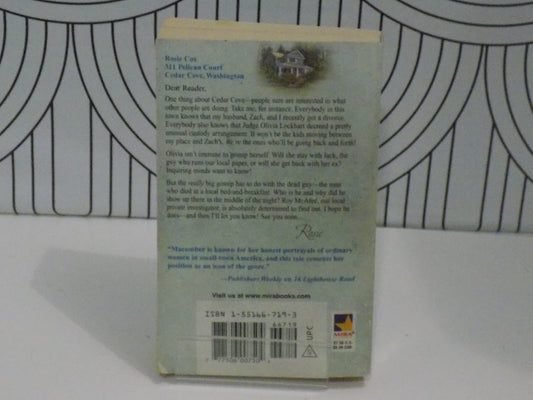 Rosie Cox
311 Pelican Court
Cedar Cove, Washington
Dear Reader,
One thing about Cedar Cove—people sure are interested in what
other people are doing. Take me, for instance. Everybody in this
town knows that my husband, Zach, and I recently got a divorce.
Everybody also knows that Judge Olivia Lockhart decreed a pretty
unusual custody arrangement. It won't be the kids moving between
my place and Zach's. We're the ones who'll be going back and forth!
Olivia isn't immune to gossip herself. Will she stay with Jack, the
guy who runs our local paper, or will she get back with her ex?
Inquiring minds want to know!
But the really big gossip has to do with the dead guy—the man
who died at a local bed-and-breakfast. Who is he and why did he
show up there in the middle of the night? Roy McAfee, our local
private investigator, is absolutely determined to find out. I hope he
does—and then I'll let you know! See you soon...
Rosie
"Macomber is known for her honest portrayals of ordinary
women in small-town America, and this tale cements her
position as an icon of the genre."
—Publishers Weekly on 16 Lighthouse Road
Visit us at www.mirabooks.com
ISBN 1-55166-719-3
66719
UPC
MIRA